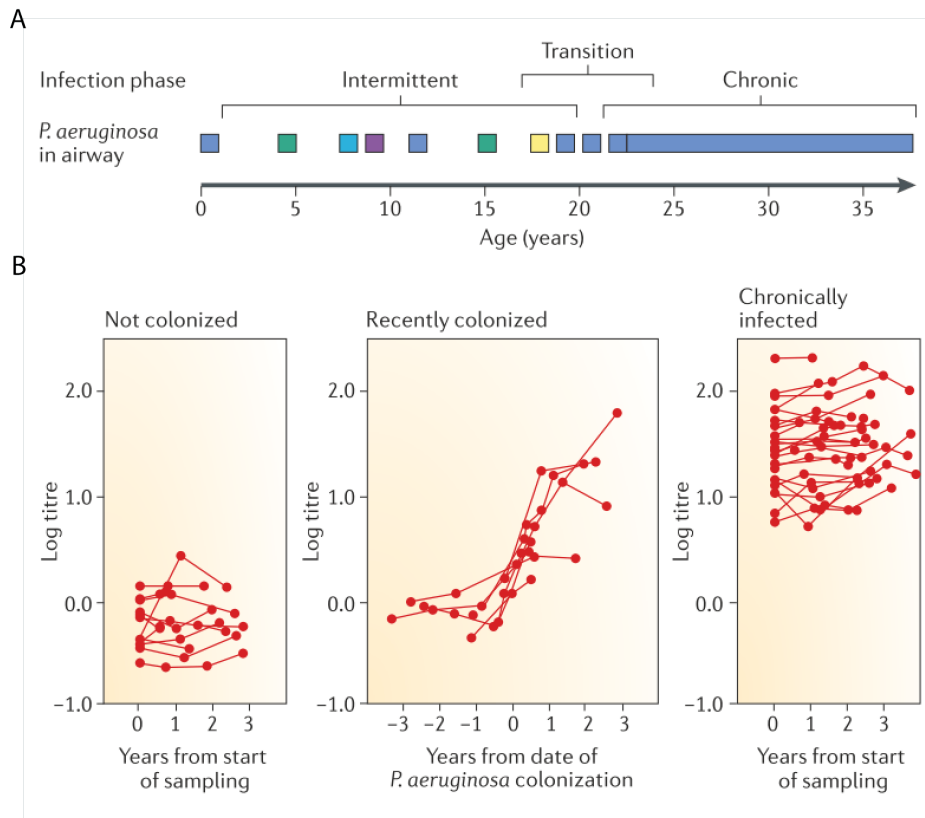 A
Transition
Infection phase Intermittent Chronic
P. aeruginosa
in airway
0 5 10 15 20 25 30 35
Age (years)
B
Not colonized
Recently colonized
Chronically
infected
2.0
1.0
0.0
−1.0
Log titre
0 1 2 3
Years from start
of sampling
2.0
1.0
0.0
−1.0
Log titre
−3 −2 −1 0 1 2 3
Years from date of
P. aeruginosa colonization
2.0
1.0
0.0
−1.0
Log titre
0 1 2 3
Years from start
of sampling